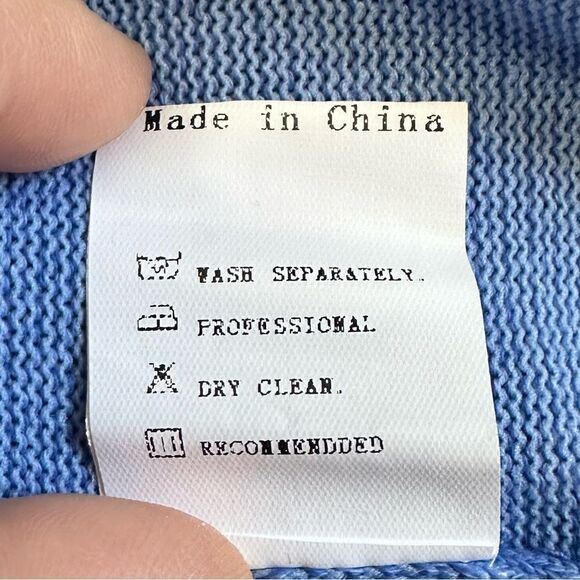 Made in China
WASH SEPARATELY.
PROFESSIONAL
DRY CLEAN.
RECOMMENDDED